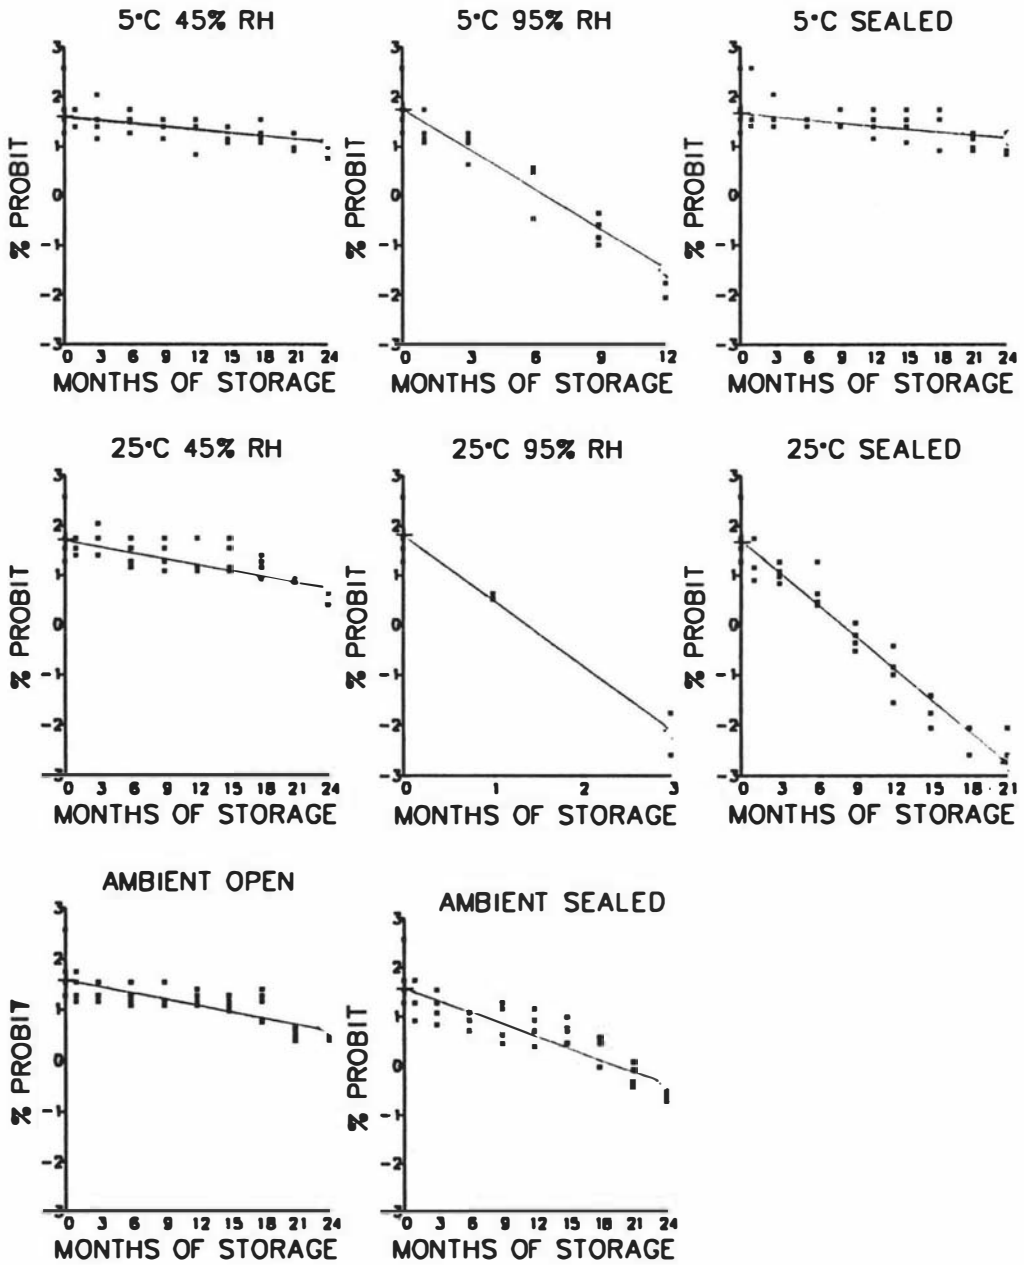 5°C 45% RH
5°C 95% RH
5°C SEALED
3
2
1
0
-1
-2
-3
% PROBIT
0 3 6 9 12 15 18 21 24
MONTHS OF STORAGE
3
2
1
0
-1
-2
-3
% PROBIT
0 3 6 9 12
MONTHS OF STORAGE
3
2
1
0
-1
-2
-3
% PROBIT
0 3 6 9 12 15 18 21 24
MONTHS OF STORAGE
25°C 45% RH
25°C 95% RH
25°C SEALED
3
2
1
0
-1
-2
% PROBIT
0 3 6 9 12 15 18 21 24
MONTHS OF STORAGE
3
2
1
0
-1
-2
-3
% PROBIT
0 1 2 3
MONTHS OF STORAGE
3
2
1
0
-1
-2
-3
% PROBIT
0 3 6 9 12 15 18 21
MONTHS OF STORAGE
AMBIENT OPEN
AMBIENT SEALED
3
2
1
0
-1
-2
% PROBIT
0 3 6 9 12 15 18 21 24
MONTHS OF STORAGE
3
2
1
0
-1
-2
% PROBIT
0 3 6 9 12 15 18 21 24
MONTHS OF STORAGE